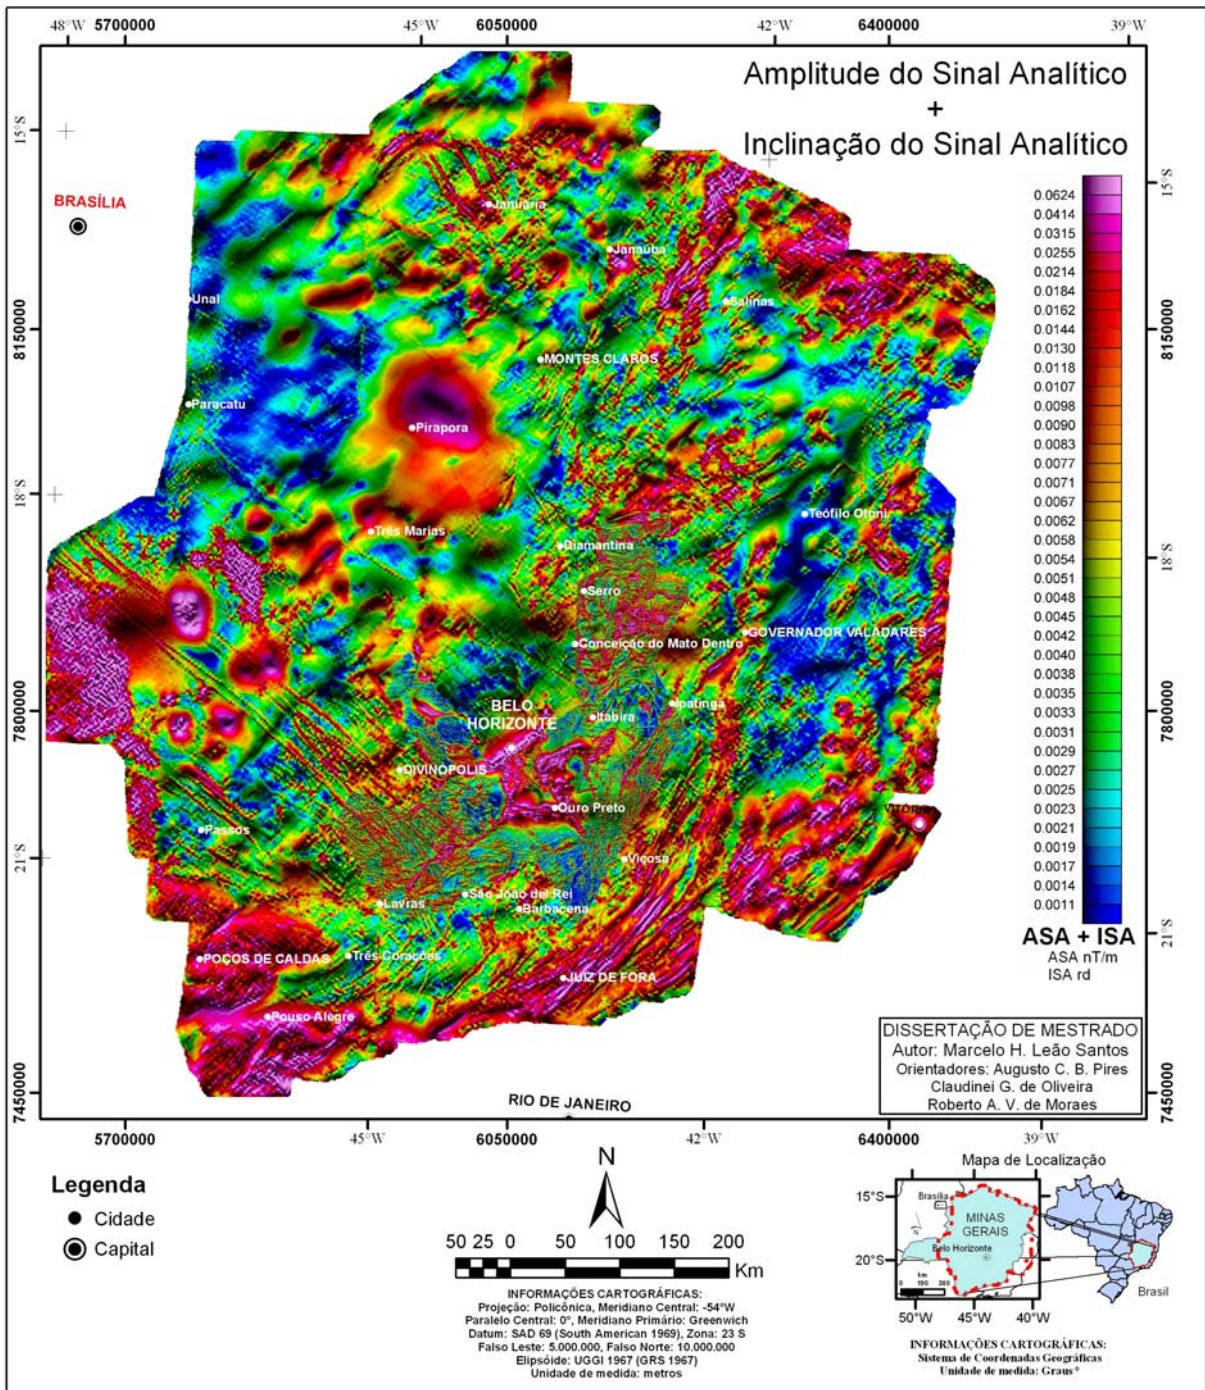 48°W 5700000 45°W 6050000 42°W 6400000 39°W
Amplitude do Sinal Analítico
+
Inclinação do Sinal Analítico
15°S
15°S
BRASÍLIA
Januária
Janaúba
Unaí
Salinas
8150000
8150000
MONTES CLAROS
Paracatu
Pirapora
18°S
Teófilo Otoni
Três Marias
Diamantina
18°S
Serro
GOVERNADOR VALADARES
Conceição do Mato Dentro
BELO
HORIZONTE
Ipatinga
Itabira
7800000
7800000
DIVINÓPOLIS
Ouro Preto
Passos
21°S
Viçosa
São João del Rei
Lavras
Barbacena
21°S
POÇOS DE CALDAS
Três Corações
JUIZ DE FORA
Pouso Alegre
7450000
7450000
RIO DE JANEIRO
0.0624
0.0414
0.0315
0.0255
0.0214
0.0184
0.0162
0.0144
0.0130
0.0118
0.0107
0.0098
0.0090
0.0083
0.0077
0.0071
0.0067
0.0062
0.0058
0.0054
0.0051
0.0048
0.0045
0.0042
0.0040
0.0038
0.0035
0.0033
0.0031
0.0029
0.0027
0.0025
0.0023
0.0021
0.0019
0.0017
0.0014
0.0011
ASA + ISA
ASA nT/m
ISA rd
DISSERTAÇÃO DE MESTRADO
Autor: Marcelo H. Leão Santos
Orientadores: Augusto C. B. Pires
Claudinei G. de Oliveira
Roberto A. V. de Moraes
5700000 45°W 6050000 42°W 6400000 39°W
Legenda
Cidade
Capital
N
50 25 0 50 100 150 200
Km
INFORMAÇÕES CARTOGRÁFICAS:
Projeção: Policônica, Meridiano Central: -54°W
Paralelo Central: 0°, Meridiano Primário: Greenwich
Datum: SAD 69 (South American 1969), Zona: 23 S
Falso Leste: 5.000.000, Falso Norte: 10.000.000
Elipsóide: UGGI 1967 (GRS 1967)
Unidade de medida: metros
Mapa de Localização
15°S
Brasília
MINAS
GERAIS
Belo Horizonte
20°S
km
Brasil
50°W 45°W 40°W
INFORMAÇÕES CARTOGRÁFICAS:
Sistema de Coordenadas Geográficas
Unidade de medida: Graus°